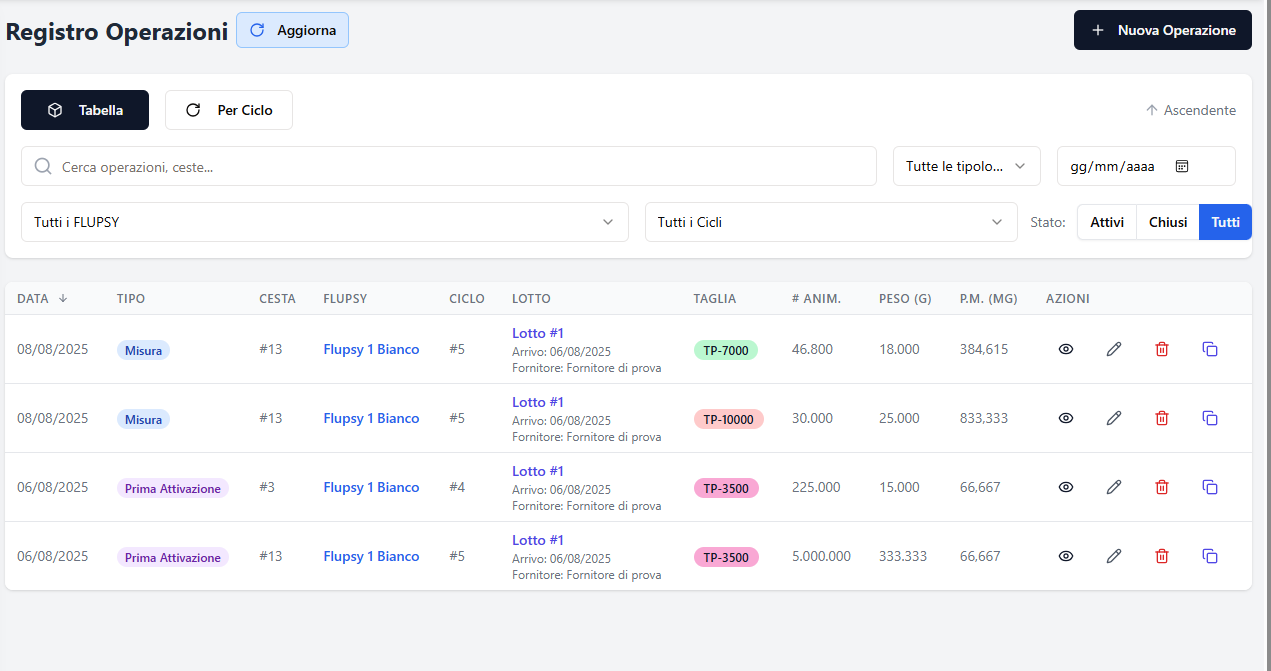 Registro Operazioni Aggiorna + Nuova Operazione
Tabella Per Ciclo ↑ Ascendente
Cerca operazioni, ceste... Tutte le tipolo... gg/mm/aaaa
Tutti i FLUPSY Tutti i Cicli Stato: Attivi Chiusi Tutti
DATA ↓ TIPO CESTA FLUPSY CICLO LOTTO TAGLIA # ANIM. PESO (G) P.M. (MG) AZIONI
08/08/2025 Misura #13 Flupsy 1 Bianco #5 Lotto #1 TP-7000 46.800 18.000 384,615
Arrivo: 06/08/2025
Fornitore: Fornitore di prova
08/08/2025 Misura #13 Flupsy 1 Bianco #5 Lotto #1 TP-10000 30.000 25.000 833,333
Arrivo: 06/08/2025
Fornitore: Fornitore di prova
06/08/2025 Prima Attivazione #3 Flupsy 1 Bianco #4 Lotto #1 TP-3500 225.000 15.000 66,667
Arrivo: 06/08/2025
Fornitore: Fornitore di prova
06/08/2025 Prima Attivazione #13 Flupsy 1 Bianco #5 Lotto #1 TP-3500 5.000.000 333.333 66,667
Arrivo: 06/08/2025
Fornitore: Fornitore di prova